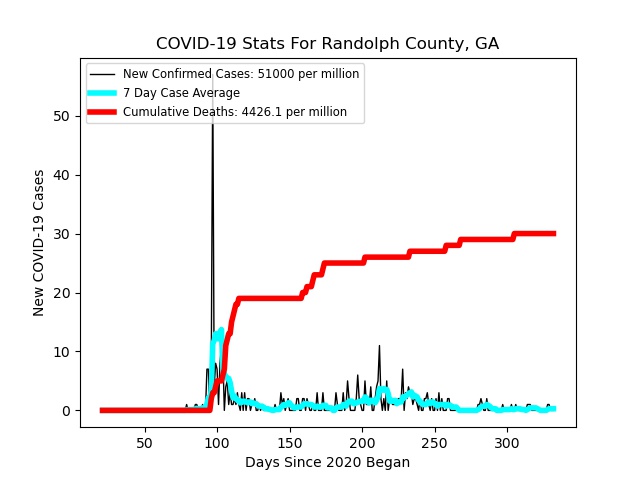 COVID-19 Stats For Randolph County, GA
New Confirmed Cases: 51000 per million
7 Day Case Average
Cumulative Deaths: 4426.1 per million
New COVID-19 Cases
50
40
30
20
10
0
50 100 150 200 250 300
Days Since 2020 Began